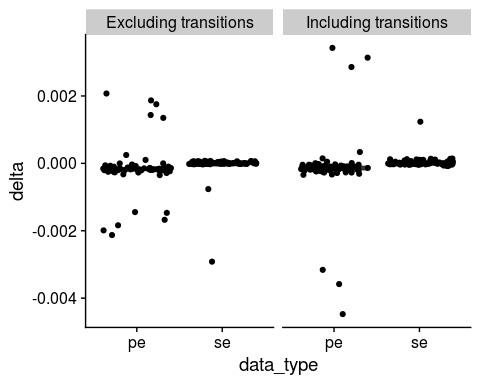 Excluding transitions
Including transitions
0.002
0.000
-0.002
-0.004
delta
pe
se
pe
se
data_type